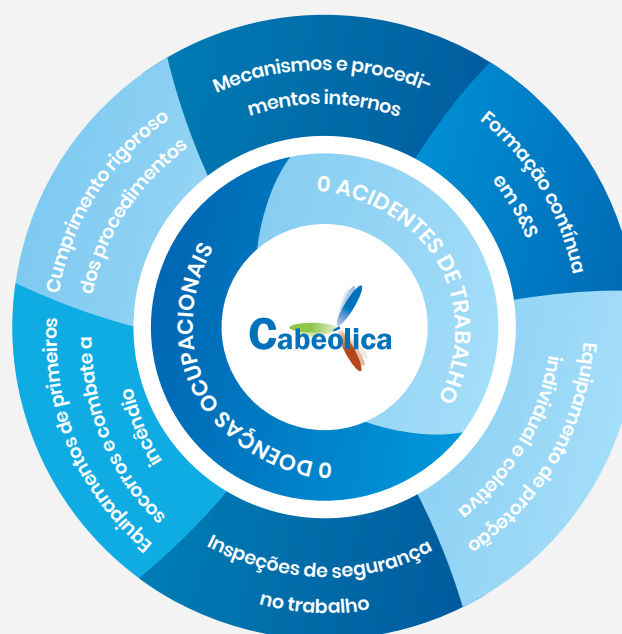 Mecanismos e procedi-
mentos internos
Formação contínua
em S&S
Equipamento de proteção
individual e coletiva
Inspeções de segurança
no trabalho
Equipamentos de primeiros
socorros e combate a
incêndio
Cumprimento rigoroso
dos procedimentos
0 ACIDENTES DE TRABALHO
0 DOENÇAS OCUPACIONAIS
Cabeólica